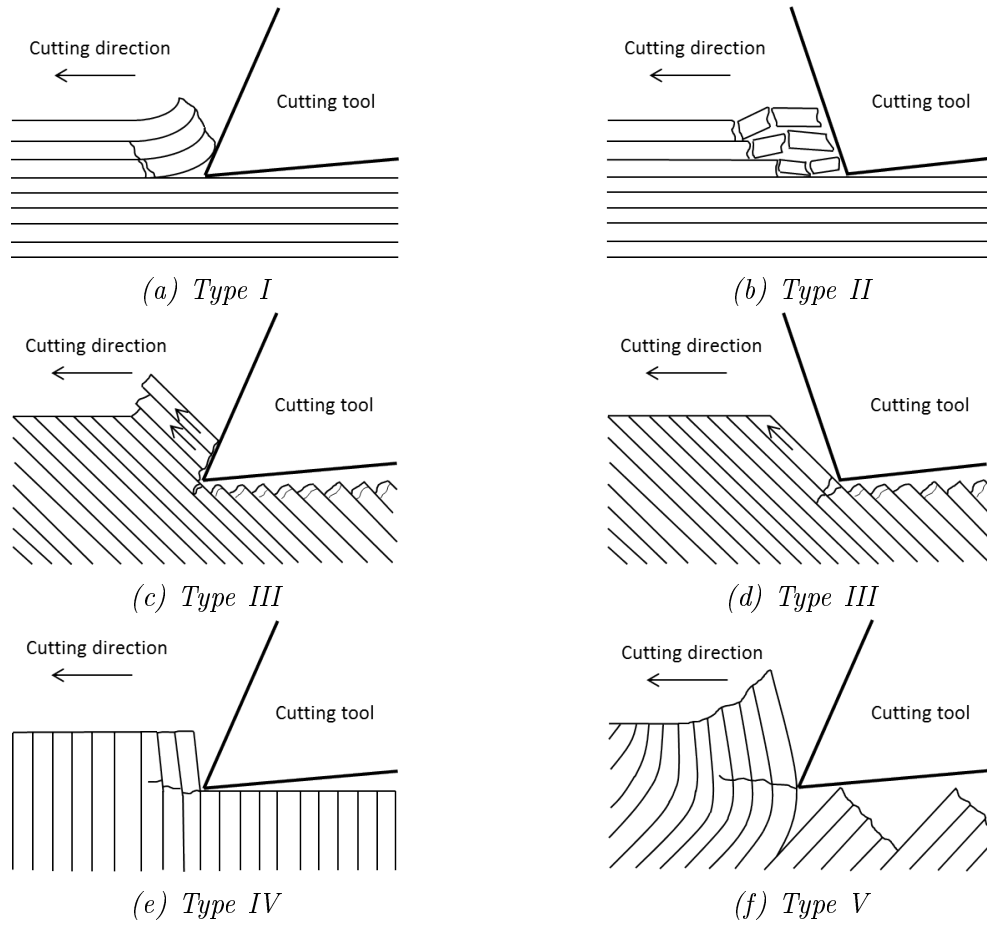 Cutting direction
Cutting tool
(a) Type I
Cutting direction
Cutting tool
(b) Type II
Cutting direction
Cutting tool
(c) Type III
Cutting direction
Cutting tool
(d) Type III
Cutting direction
Cutting tool
(e) Type IV
Cutting direction
Cutting tool
(f) Type V